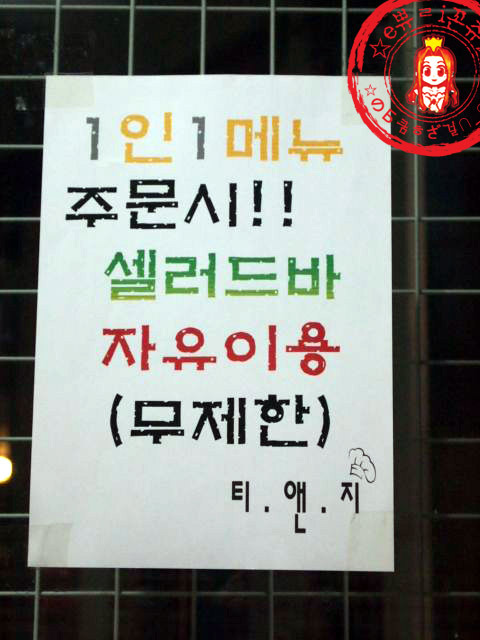 1인1메뉴
주문시!!
셀러드바
자유이용
(무제한)
티.앤.지